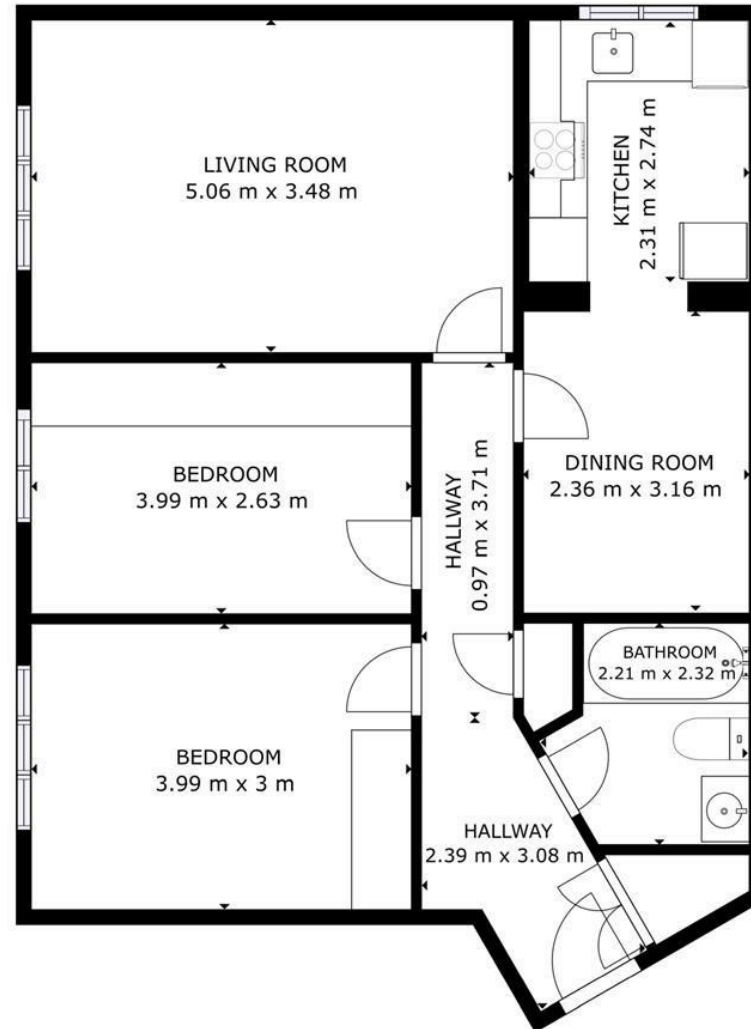 LIVING ROOM
5.06 m x 3.48 m
KITCHEN
2.31 m x 2.74 m
BEDROOM
3.99 m x 2.63 m
HALLWAY
0.97 m x 3.71 m
DINING ROOM
2.36 m x 3.16 m
BATHROOM
2.21 m x 2.32 m
BEDROOM
3.99 m x 3 m
HALLWAY
2.39 m x 3.08 m